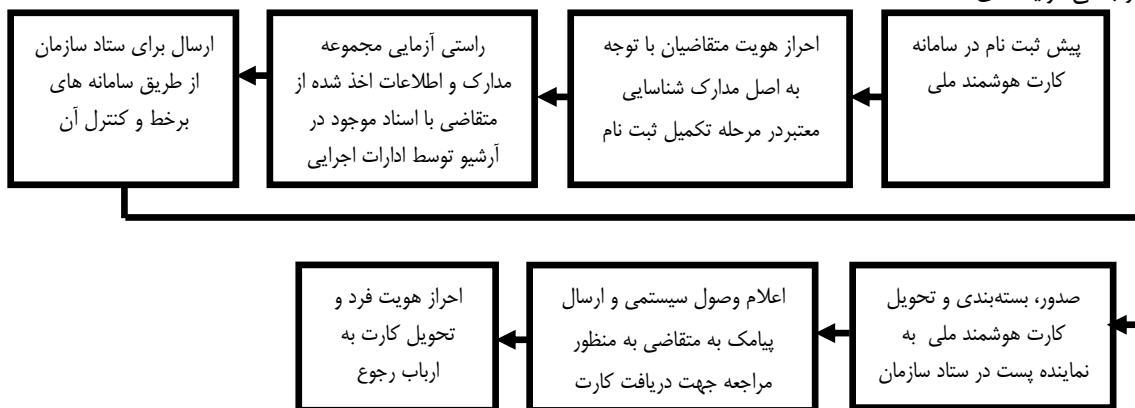 پیش ثبت نام در سامانه
کارت هوشمند ملی
احراز هویت متقاضیان با توجه
به اصل مدارک شناسایی
معتبردر مرحله تکمیل ثبت نام
راستی آزمایی مجموعه
مدارک و اطلاعات اخذ شده از
متقاضی با اسناد موجود در
آرشیو توسط ادارات اجرایی
ارسال برای ستاد سازمان
از طریق سامانه های
برخط و کنترل آن
صدور، بسته‌بندی و تحویل
کارت هوشمند ملی به
نماینده پست در ستاد سازمان
اعلام وصول سیستمی و ارسال
پیامک به متقاضی به منظور
مراجعه جهت دریافت کارت
احراز هویت فرد و
تحویل کارت به
ارباب رجوع